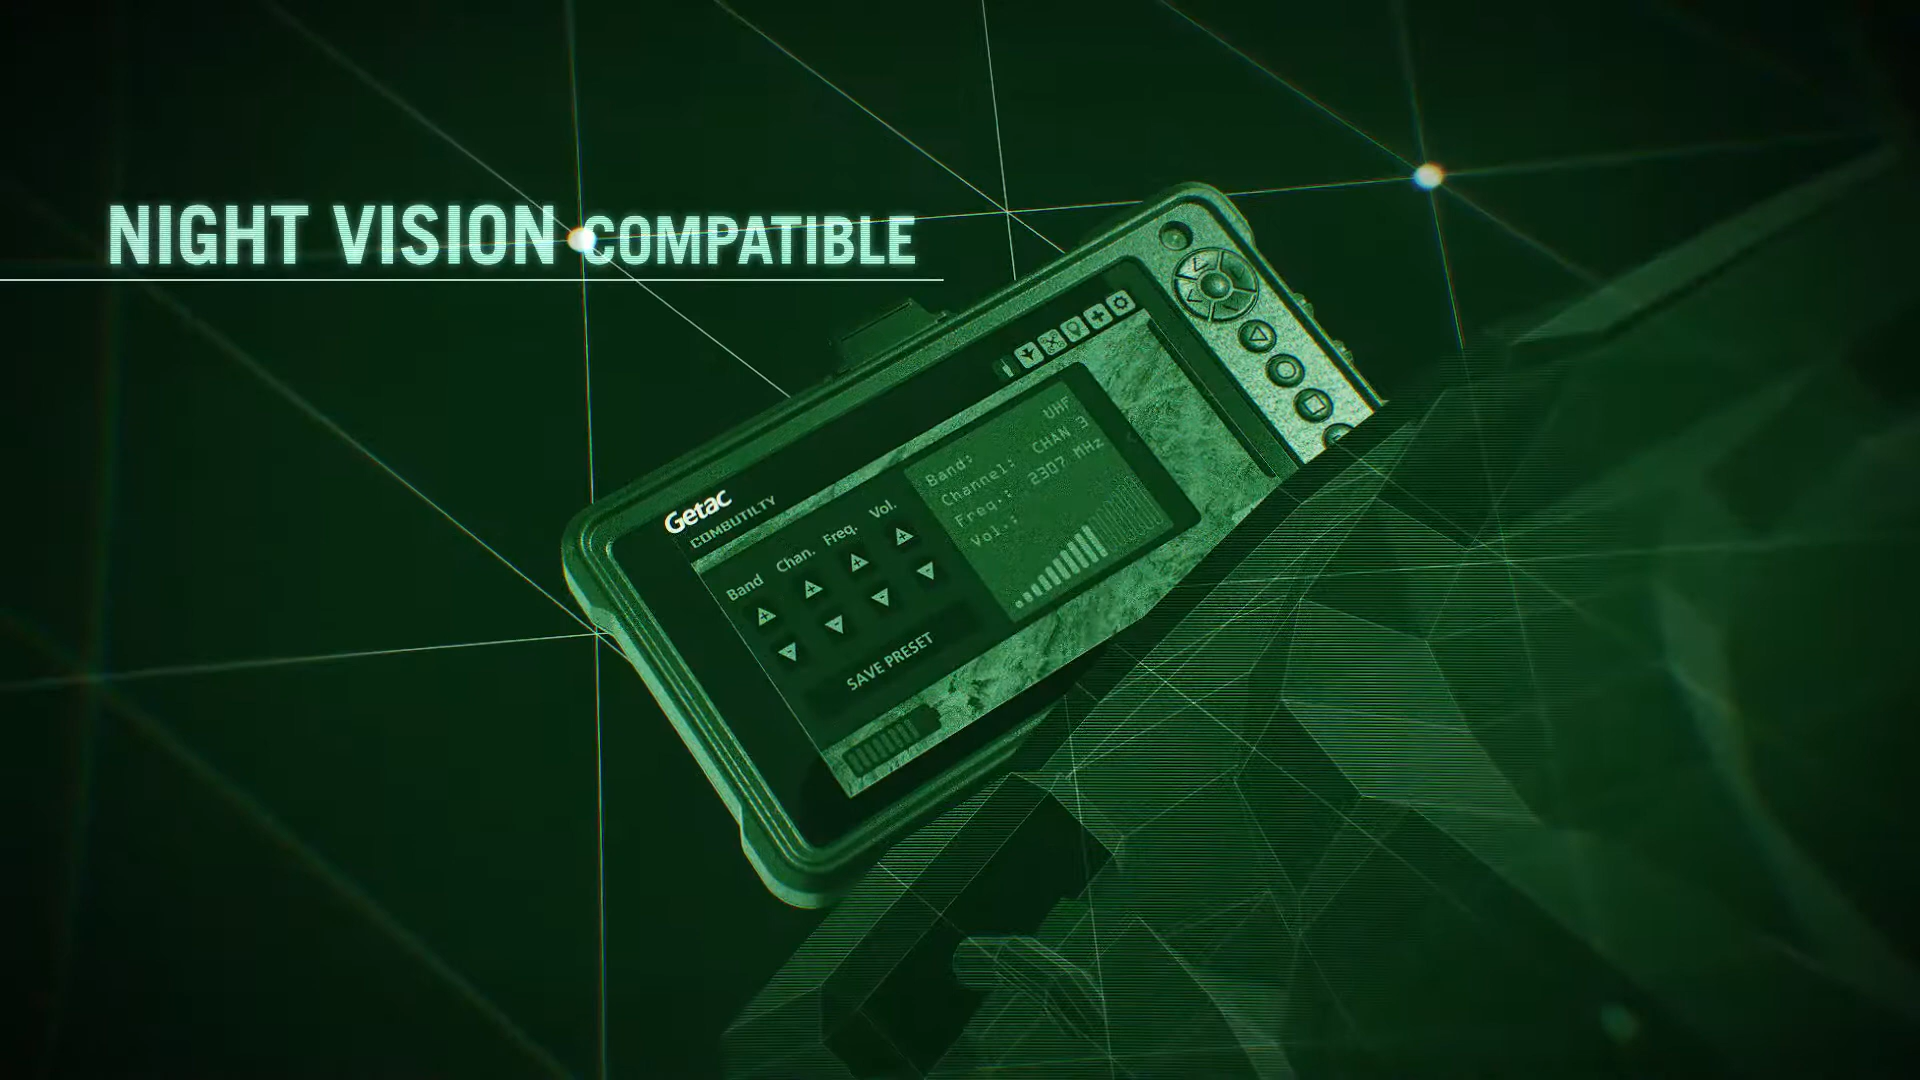 NIGHT VISION COMPATIBLE
Getac
COMBUTILTY
Band Chan. Freq. Vol.
SAVE PRESET
Band: UHF
Channel: CHAN 3
Freq.: 2307 MHz
Vol.: